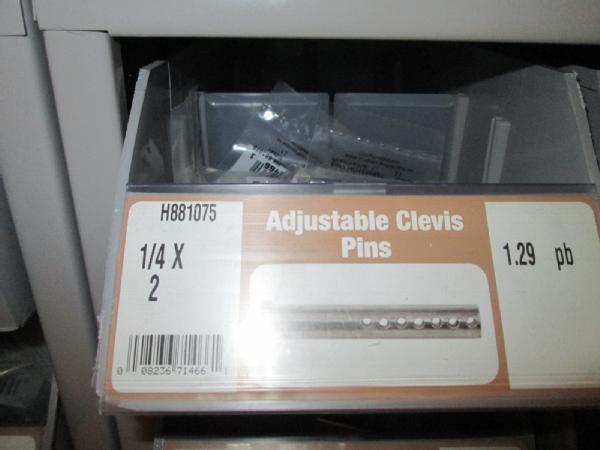 H881075
1/4 X
2
Adjustable Clevis
Pins
1.29 pb
0 08236 71466 1